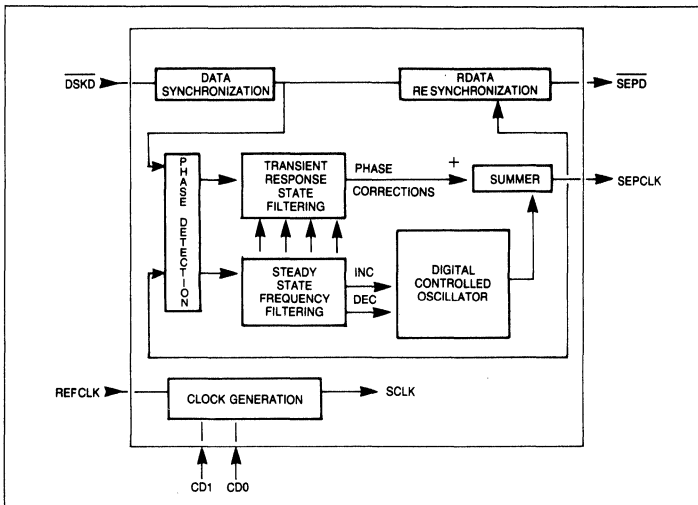 DSKD
DATA
SYNCHRONIZATION
RDATA
RESYNCHRONIZATION
SEPD
PHASE DETECTION
TRANSIENT
RESPONSE
STATE
FILTERING
PHASE
CORRECTIONS
+
SUMMER
SEPCLK
STEADY
STATE
FREQUENCY
FILTERING
INC
DEC
DIGITAL
CONTROLLED
OSCILLATOR
REFCLK
CLOCK GENERATION
SCLK
CD1
CD0